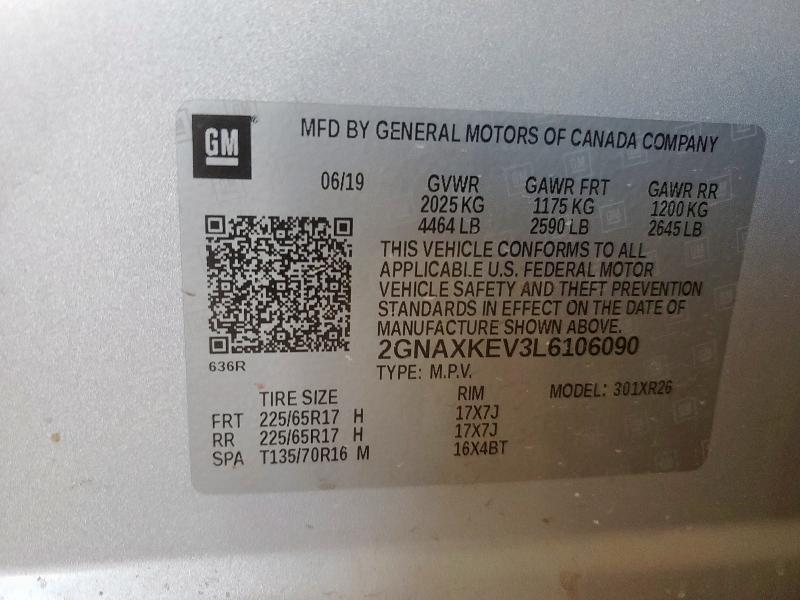 GM ® MFD BY GENERAL MOTORS OF CANADA COMPANY
06/19 GVWR GAWR FRT GAWR RR
2025 KG 1175 KG 1200 KG
4464 LB 2590 LB 2645 LB
THIS VEHICLE CONFORMS TO ALL
APPLICABLE U.S. FEDERAL MOTOR
VEHICLE SAFETY AND THEFT PREVENTION
STANDARDS IN EFFECT ON THE DATE OF
MANUFACTURE SHOWN ABOVE.
2GNAXKEV3L6106090
636R
TYPE: M.P.V.
TIRE SIZE RIM MODEL: 301XR26
FRT 225/65R17 H 17X7J
RR 225/65R17 H 17X7J
SPA T135/70R16 M 16X4BT